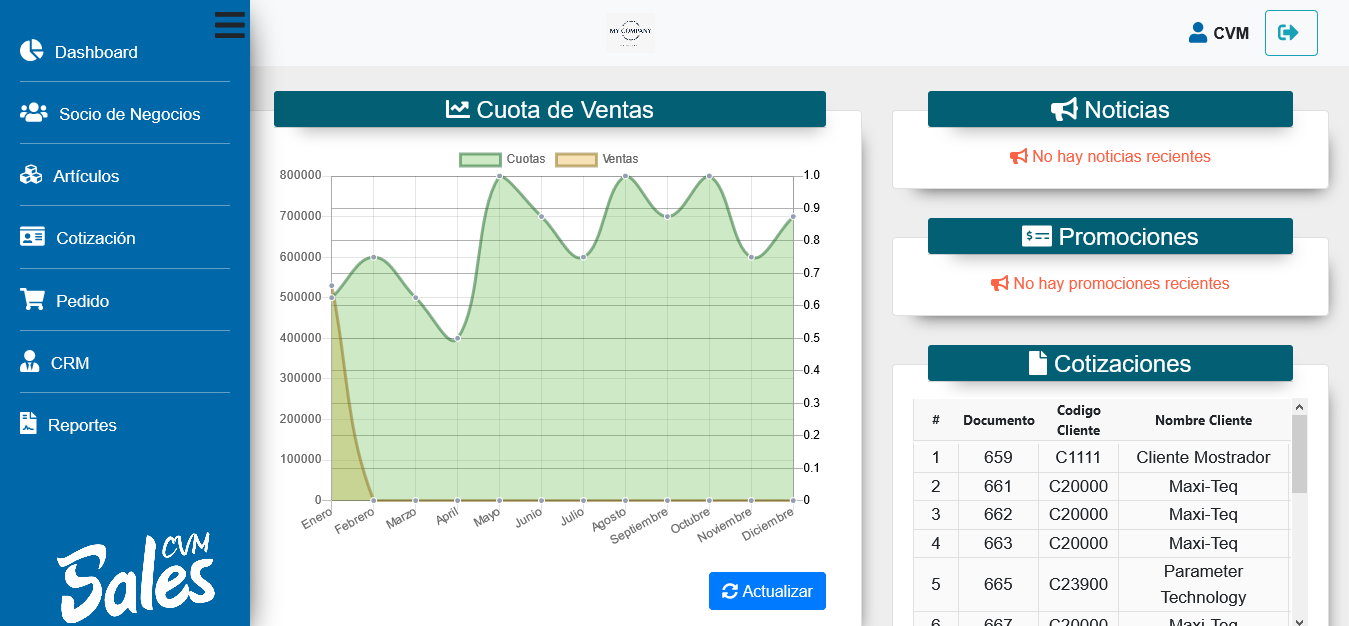 Dashboard
Socio de Negocios
Artículos
Cotización
Pedido
CRM
Reportes
CVM
Sales
MY COMPANY
CVM
Cuota de Ventas
Cuotas Ventas
800000
700000
600000
500000
400000
300000
200000
100000
0
1.0
0.9
0.8
0.7
0.6
0.5
0.4
0.3
0.2
0.1
0
Enero Febrero Marzo April Mayo Junio Julio Agosto Septiembre Octubre Noviembre Diciembre
Actualizar
Noticias
No hay noticias recientes
Promociones
No hay promociones recientes
Cotizaciones
# Documento Codigo Cliente Nombre Cliente
1 659 C1111 Cliente Mostrador
2 661 C20000 Maxi-Teq
3 662 C20000 Maxi-Teq
4 663 C20000 Maxi-Teq
5 665 C23900 Parameter Technology
6 667 C20000 Maxi-Teq